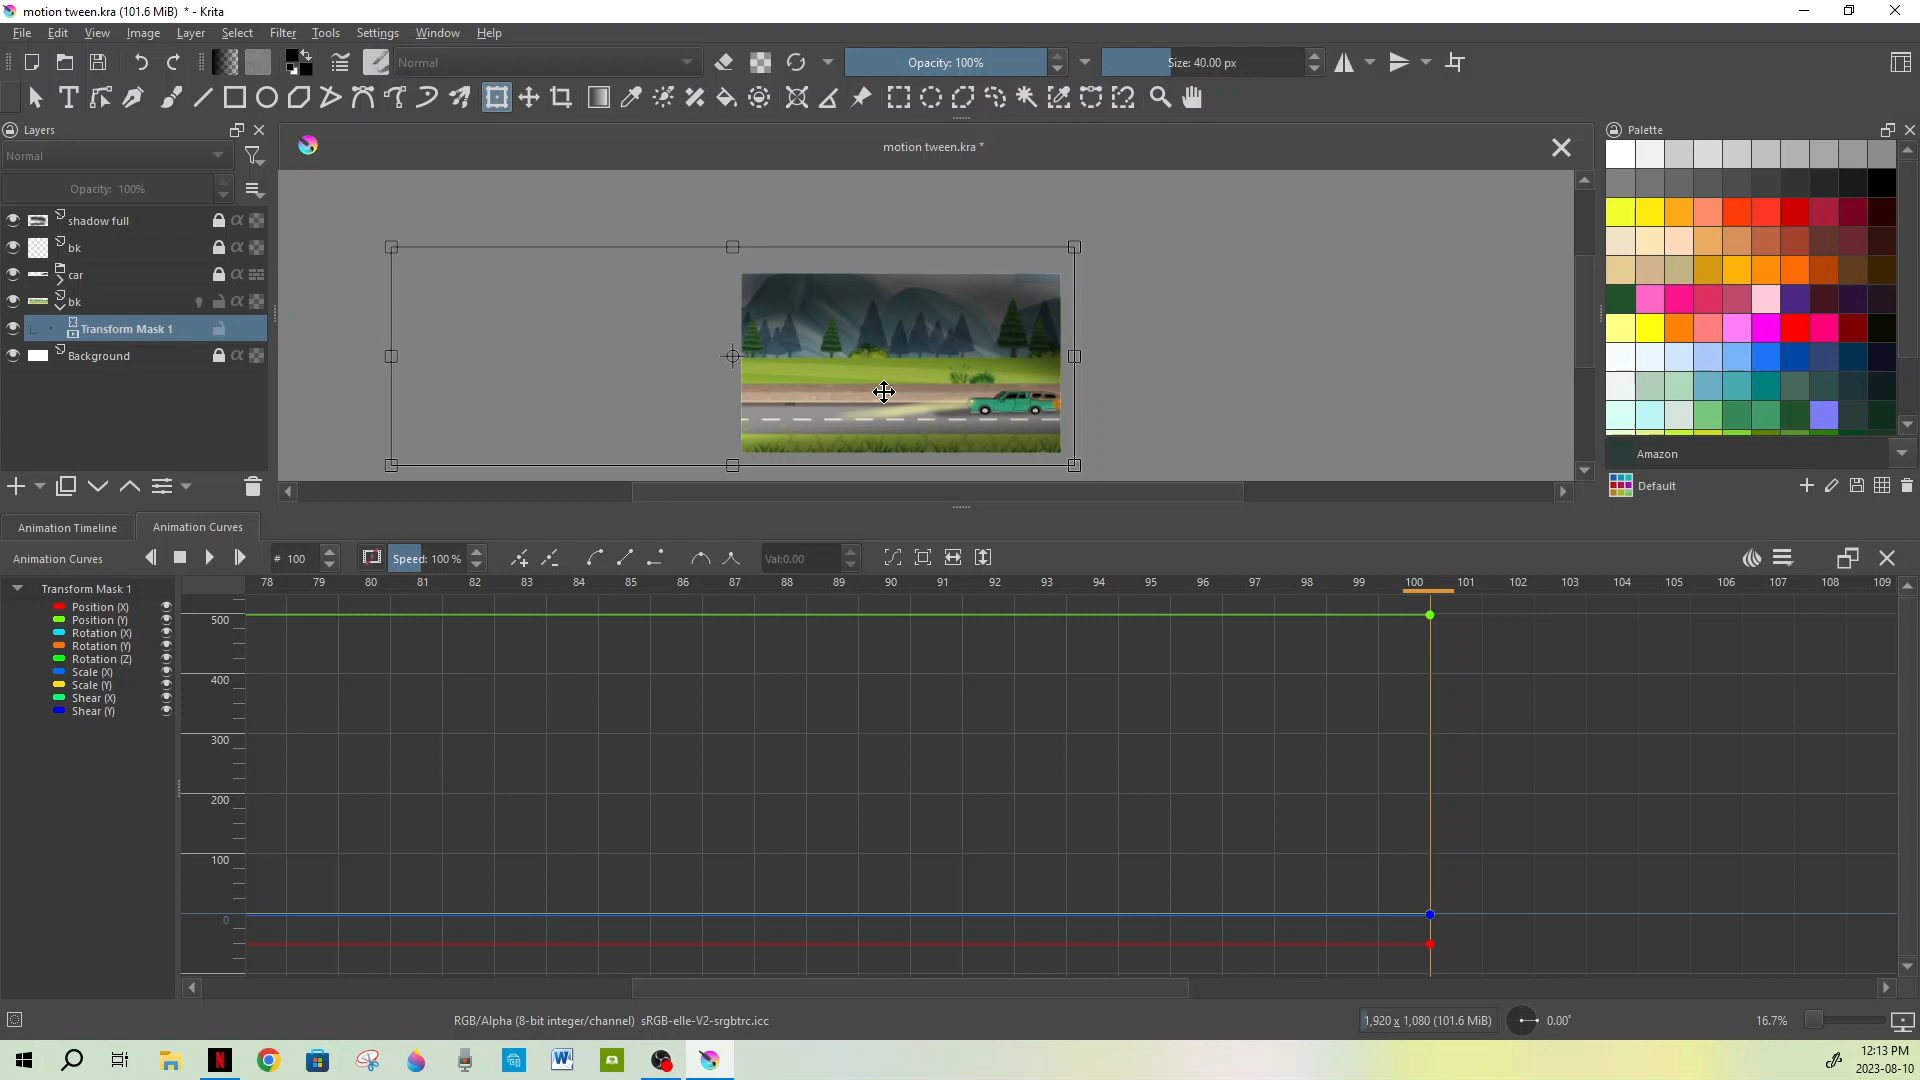 motion tween.kra (101.6 MiB) * - Krita
File Edit View Image Layer Select Filter Tools Settings Window Help
Normal Opacity: 100% Size: 40.00 px
Layers
Normal
Opacity: 100%
shadow full
bk
car
bk
Transform Mask 1
Background
motion tween.kra *
Palette
Amazon
Default
Animation Timeline Animation Curves
Animation Curves # 100 Speed: 100 % Val:0.00
78 79 80 81 82 83 84 85 86 87 88 89 90 91 92 93 94 95 96 97 98 99 100 101 102 103 104 105 106 107 108 109
Transform Mask 1
Position (X)
Position (Y)
Rotation (X)
Rotation (Y)
Rotation (Z)
Scale (X)
Scale (Y)
Shear (X)
Shear (Y)
500
400
300
200
100
0
RGB/Alpha (8-bit integer/channel) sRGB-elle-V2-srgbtrc.icc 1,920 x 1,080 (101.6 MiB) 0.00° 16.7%
12:13 PM
2023-08-10